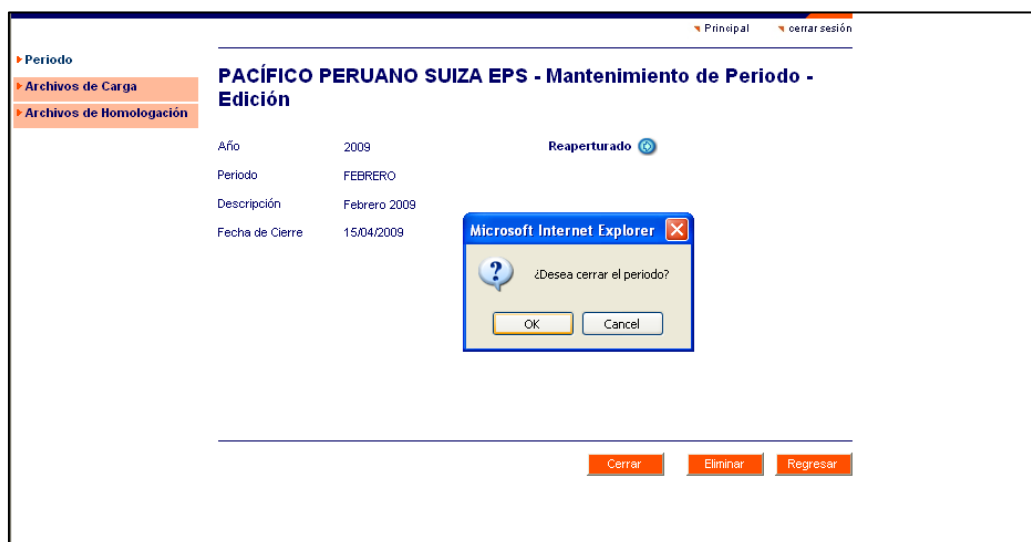 Principal cerrar sesión
Periodo
Archivos de Carga
Archivos de Homologación
PACÍFICO PERUANO SUIZA EPS - Mantenimiento de Periodo -
Edición
Año 2009 Reaperturado
Periodo FEBRERO
Descripción Febrero 2009
Fecha de Cierre 15/04/2009
Microsoft Internet Explorer
¿Desea cerrar el periodo?
OK Cancel
Cerrar Eliminar Regresar